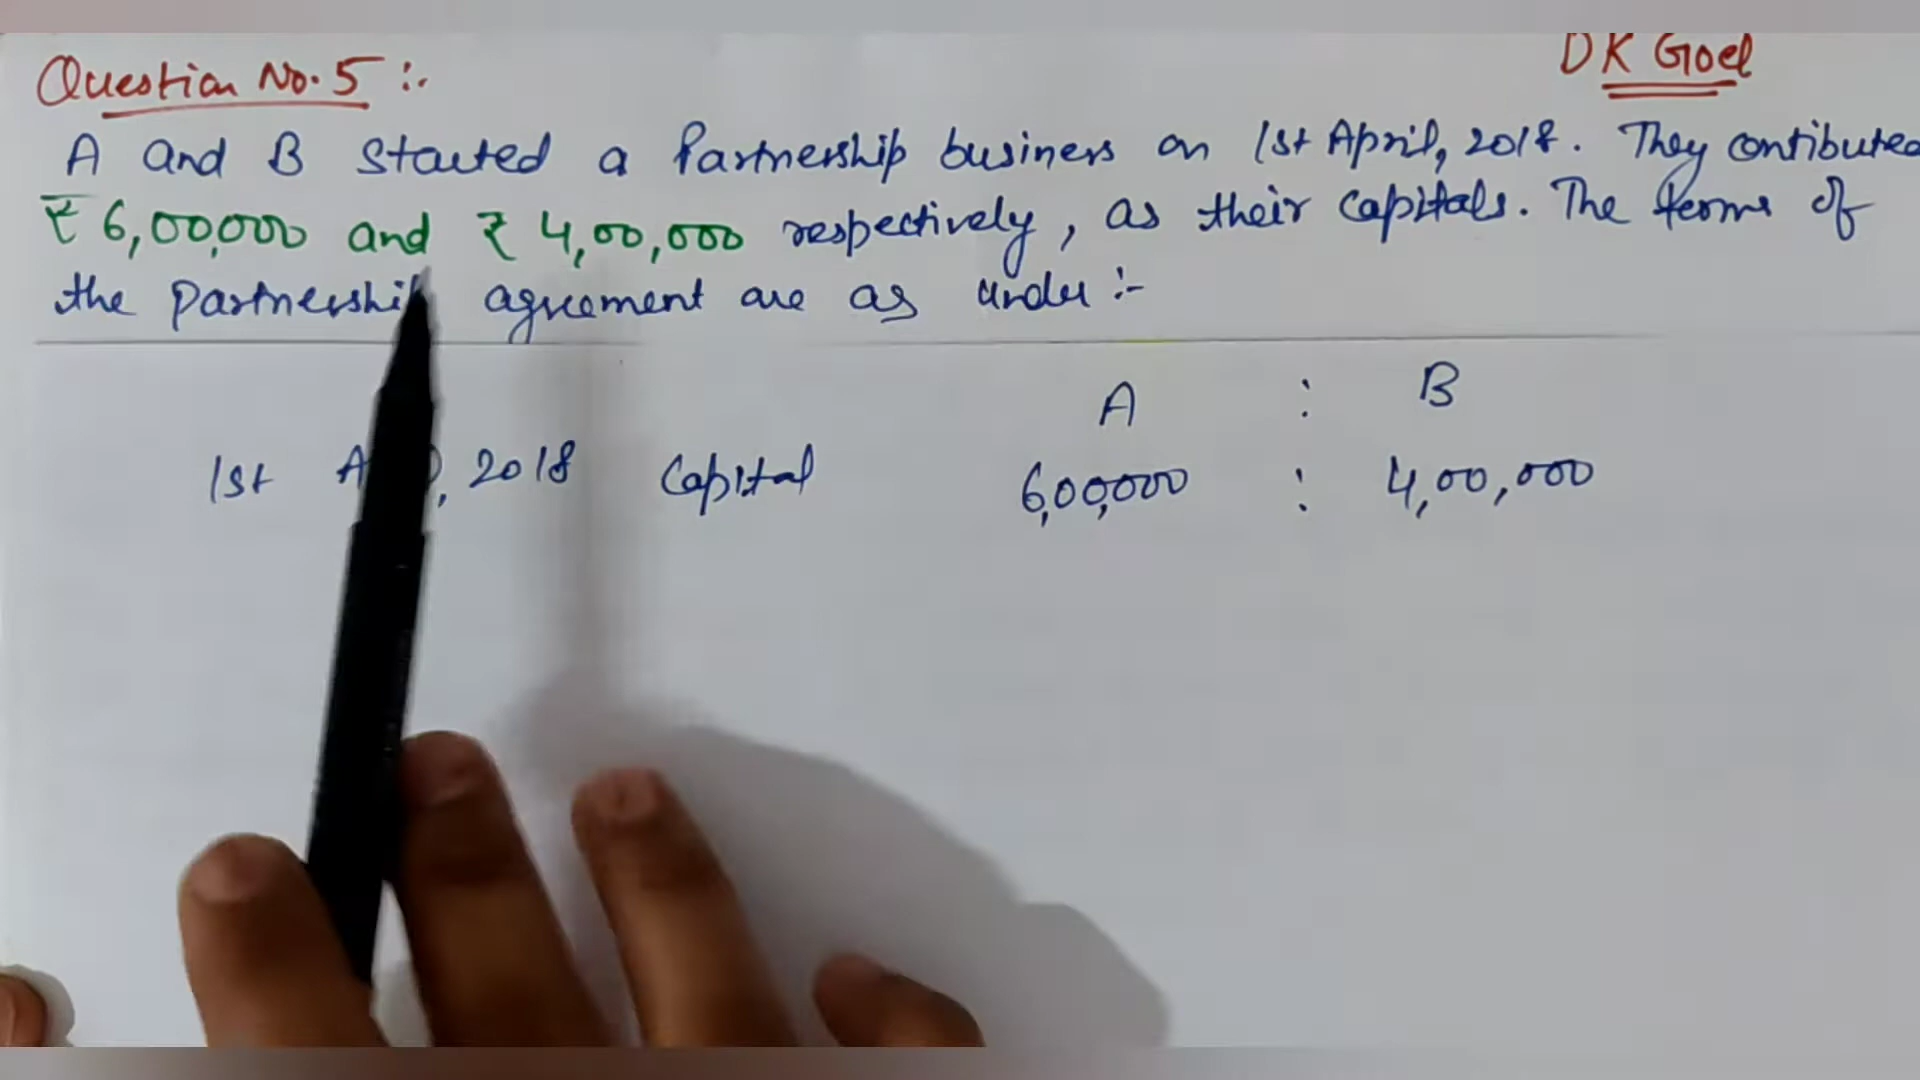 Question No. 5 :-
DK Goel
A and B started a Partnership business on 1st April, 2018. They contibuted
₹ 6,00,000 and ₹ 4,00,000 respectively, as their capitals. The terms of
the partnership agreement are as under :-
A : B
1st 2018 Capital 6,00,000 : 4,00,000